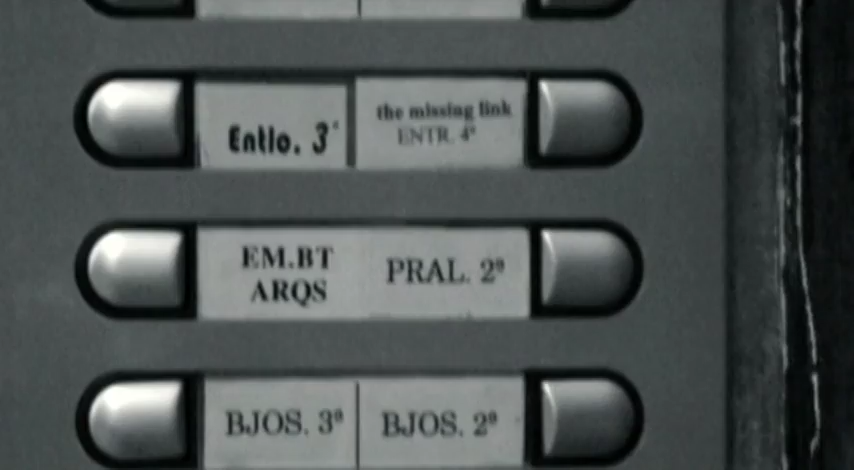 Entlo. 3ª
the missing link
ENTR. 4ª
EM.BT
ARQS
PRAL. 2ª
BJOS. 3ª
BJOS. 2ª